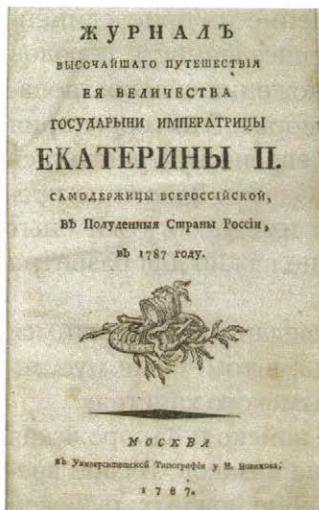 ЖУРНАЛЪ
ВЫСОЧАЙШАГО ПУТЕШЕСТВІЯ
ЕЯ ВЕЛИЧЕСТВА
ГОСУДАРЫНИ ИМПЕРАТРИЦЫ
ЕКАТЕРИНЫ II.
САМОДЕРЖИЦЫ ВСЕРОССІЙСКОЙ,
ВЪ Полуденныя Страны Россіи,
въ 1787 году.
МОСКВА
въ Университетской Типографіи у Н. Новикова,
1787.